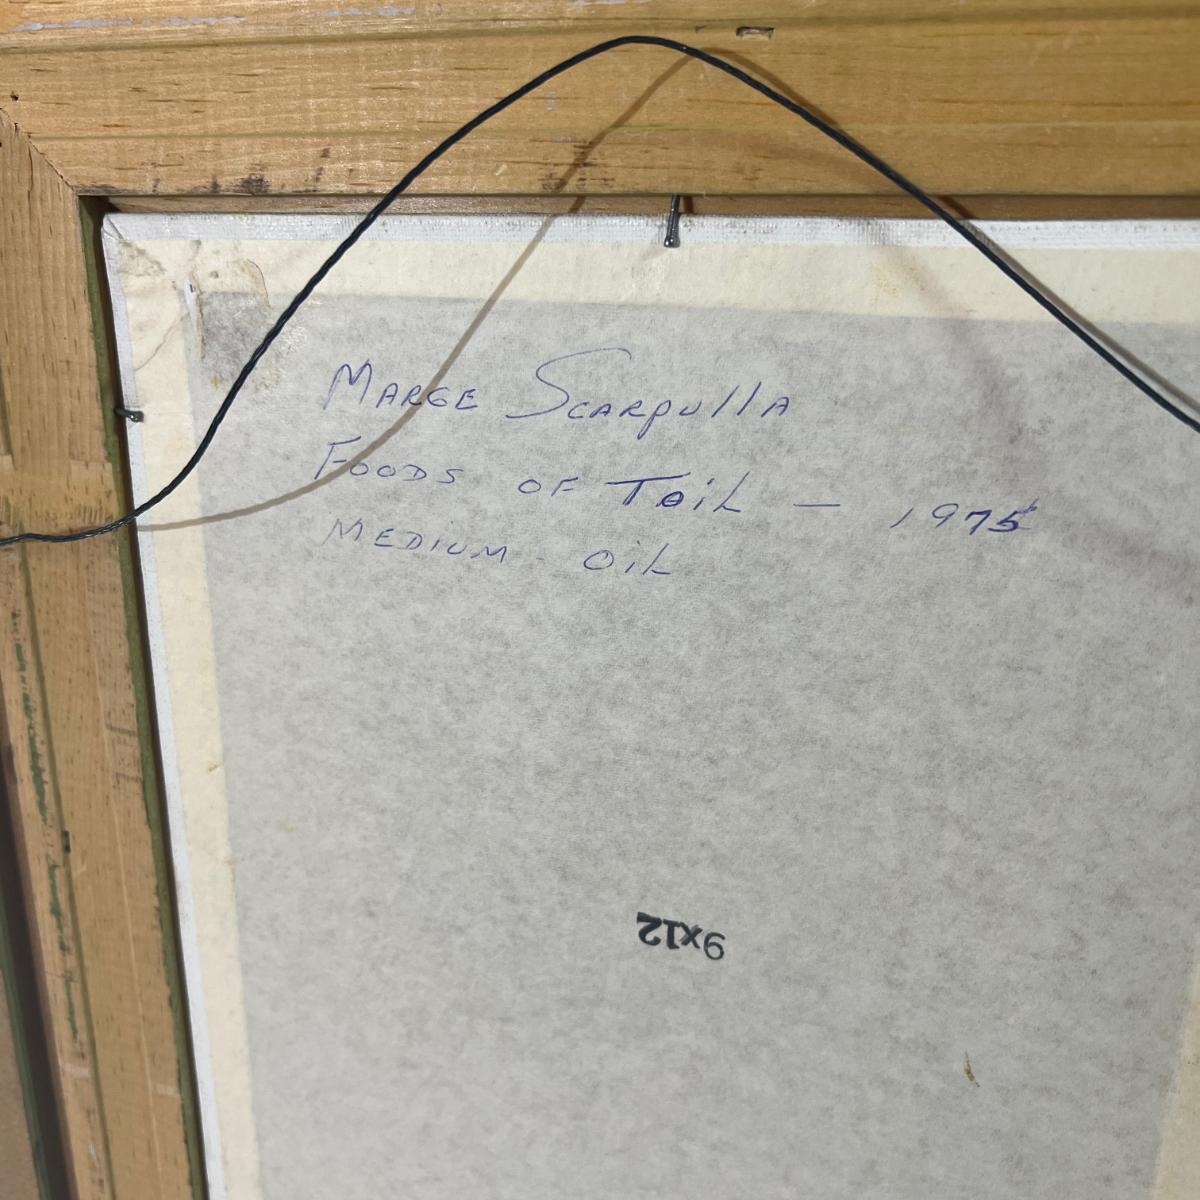 MARGE SCARPUllA
FOODS OF TOiL — 1975
MEDIUM - OiL
9x12